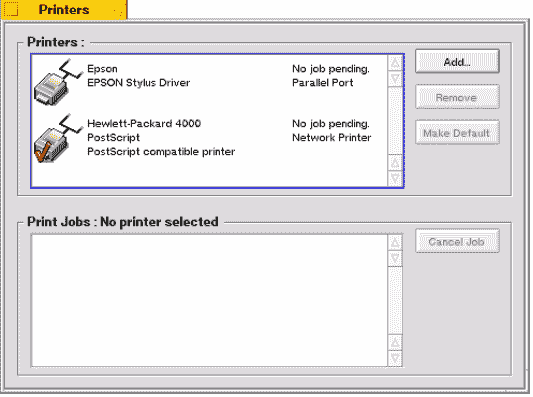 Printers
Printers :
Epson No job pending.
EPSON Stylus Driver Parallel Port
Hewlett-Packard 4000 No job pending.
PostScript Network Printer
PostScript compatible printer
Add...
Remove
Make Default
Print Jobs : No printer selected
Cancel Job